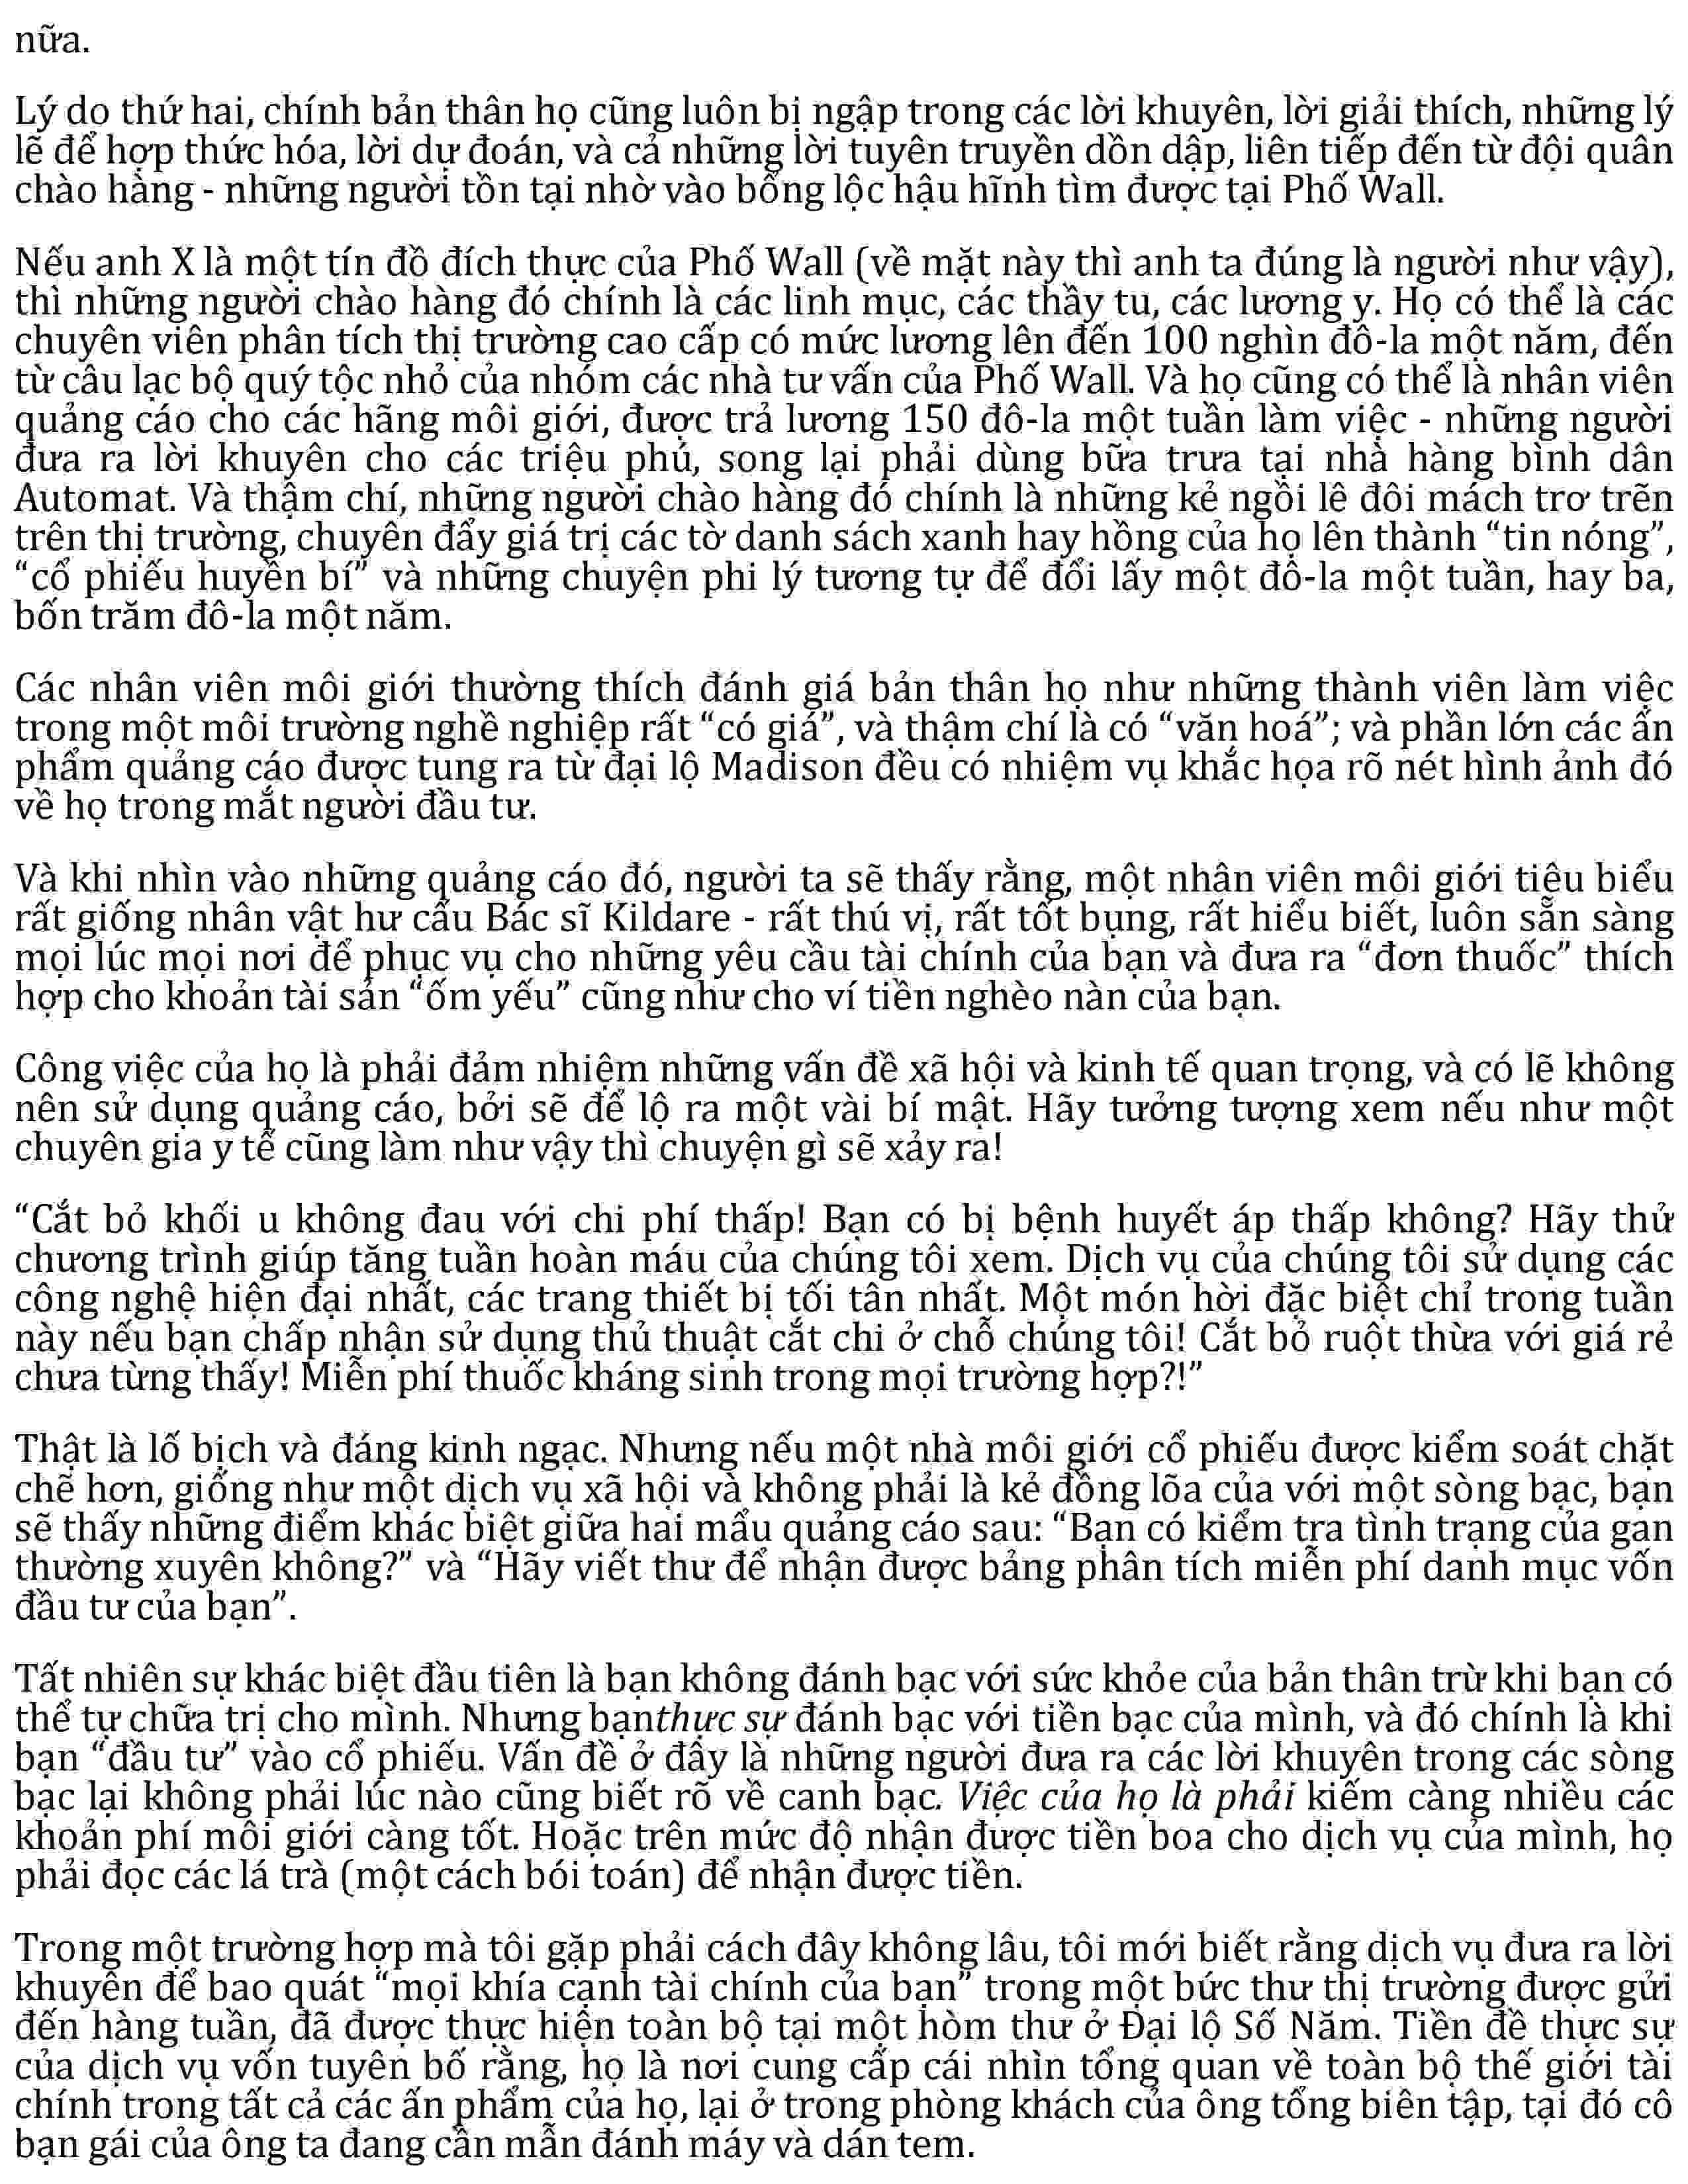 nữa.
Lý do thứ hai, chính bản thân họ cũng luôn bị ngập trong các lời khuyên, lời giải thích, những lý
lẽ để hợp thức hóa, lời dự đoán, và cả những lời tuyên truyền dồn dập, liên tiếp đến từ đội quân
chào hàng - những người tồn tại nhờ vào bổng lộc hậu hĩnh tìm được tại Phố Wall.
Nếu anh X là một tín đồ đích thực của Phố Wall (về mặt này thì anh ta đúng là người như vậy),
thì những người chào hàng đó chính là các linh mục, các thầy tu, các lương y. Họ có thể là các
chuyên viên phân tích thị trường cao cấp có mức lương lên đến 100 nghìn đô-la một năm, đến
từ câu lạc bộ quý tộc nhỏ của nhóm các nhà tư vấn của Phố Wall. Và họ cũng có thể là nhân viên
quảng cáo cho các hãng môi giới, được trả lương 150 đô-la một tuần làm việc - những người
đưa ra lời khuyên cho các triệu phú, song lại phải dùng bữa trưa tại nhà hàng bình dân
Automat. Và thậm chí, những người chào hàng đó chính là những kẻ ngồi lê đôi mách trơ trẽn
trên thị trường, chuyên đẩy giá trị các tờ danh sách xanh hay hồng của họ lên thành “tin nóng”,
“cổ phiếu huyền bí” và những chuyện phi lý tương tự để đổi lấy một đô-la một tuần, hay ba,
bốn trăm đô-la một năm.
Các nhân viên môi giới thường thích đánh giá bản thân họ như những thành viên làm việc
trong một môi trường nghề nghiệp rất “có giá”, và thậm chí là có “văn hoá”; và phần lớn các ấn
phẩm quảng cáo được tung ra từ đại lộ Madison đều có nhiệm vụ khắc họa rõ nét hình ảnh đó
về họ trong mắt người đầu tư.
Và khi nhìn vào những quảng cáo đó, người ta sẽ thấy rằng, một nhân viên môi giới tiêu biểu
rất giống nhân vật hư cấu Bác sĩ Kildare - rất thú vị, rất tốt bụng, rất hiểu biết, luôn sẵn sàng
mọi lúc mọi nơi để phục vụ cho những yêu cầu tài chính của bạn và đưa ra “đơn thuốc” thích
hợp cho khoản tài sản “ốm yếu” cũng như cho ví tiền nghèo nàn của bạn.
Công việc của họ là phải đảm nhiệm những vấn đề xã hội và kinh tế quan trọng, và có lẽ không
nên sử dụng quảng cáo, bởi sẽ để lộ ra một vài bí mật. Hãy tưởng tượng xem nếu như một
chuyên gia y tế cũng làm như vậy thì chuyện gì sẽ xảy ra!
“Cắt bỏ khối u không đau với chi phí thấp! Bạn có bị bệnh huyết áp thấp không? Hãy thử
chương trình giúp tăng tuần hoàn máu của chúng tôi xem. Dịch vụ của chúng tôi sử dụng các
công nghệ hiện đại nhất, các trang thiết bị tối tân nhất. Một món hời đặc biệt chỉ trong tuần
này nếu bạn chấp nhận sử dụng thủ thuật cắt chi ở chỗ chúng tôi! Cắt bỏ ruột thừa với giá rẻ
chưa từng thấy! Miễn phí thuốc kháng sinh trong mọi trường hợp?!”
Thật là lố bịch và đáng kinh ngạc. Nhưng nếu một nhà môi giới cổ phiếu được kiểm soát chặt
chẽ hơn, giống như một dịch vụ xã hội và không phải là kẻ đồng lõa của với một sòng bạc, bạn
sẽ thấy những điểm khác biệt giữa hai mẩu quảng cáo sau: “Bạn có kiểm tra tình trạng của gan
thường xuyên không?” và “Hãy viết thư để nhận được bảng phân tích miễn phí danh mục vốn
đầu tư của bạn”.
Tất nhiên sự khác biệt đầu tiên là bạn không đánh bạc với sức khỏe của bản thân trừ khi bạn có
thể tự chữa trị cho mình. Nhưng bạnthực sự đánh bạc với tiền bạc của mình, và đó chính là khi
bạn “đầu tư” vào cổ phiếu. Vấn đề ở đây là những người đưa ra các lời khuyên trong các sòng
bạc lại không phải lúc nào cũng biết rõ về canh bạc. Việc của họ là phải kiếm càng nhiều các
khoản phí môi giới càng tốt. Hoặc trên mức độ nhận được tiền boa cho dịch vụ của mình, họ
phải đọc các lá trà (một cách bói toán) để nhận được tiền.
Trong một trường hợp mà tôi gặp phải cách đây không lâu, tôi mới biết rằng dịch vụ đưa ra lời
khuyên để bao quát “mọi khía cạnh tài chính của bạn” trong một bức thư thị trường được gửi
đến hàng tuần, đã được thực hiện toàn bộ tại một hòm thư ở Đại lộ Số Năm. Tiền đề thực sự
của dịch vụ vốn tuyên bố rằng, họ là nơi cung cấp cái nhìn tổng quan về toàn bộ thế giới tài
chính trong tất cả các ấn phẩm của họ, lại ở trong phòng khách của ông tổng biên tập, tại đó cô
bạn gái của ông ta đang cần mẫn đánh máy và dán tem.